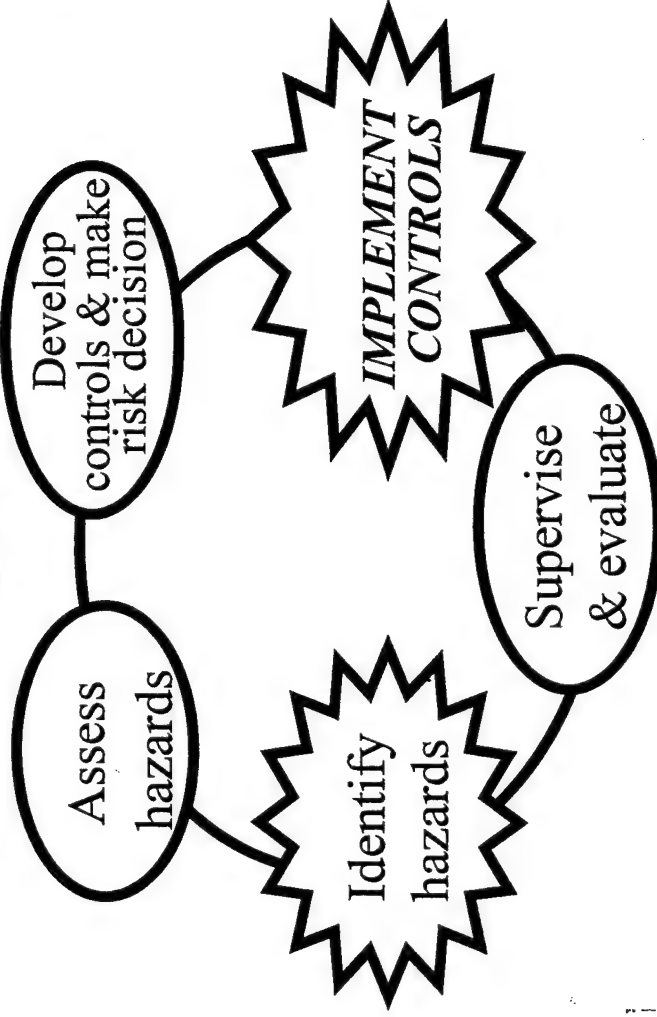 Identify
hazards
Assess
hazards
Develop
controls & make
risk decision
IMPLEMENT
CONTROLS
Supervise
& evaluate